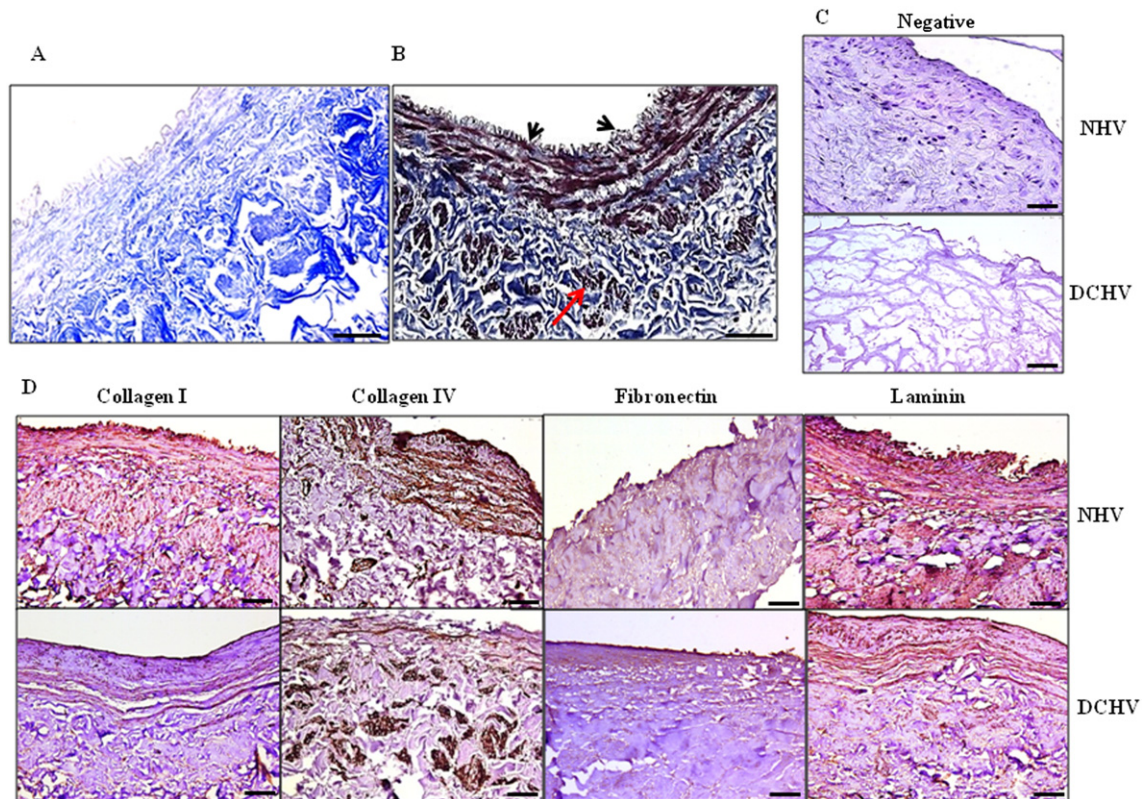 A
B
C
Negative
NHV
DCHV
D
Collagen I
Collagen IV
Fibronectin
Laminin
NHV
DCHV